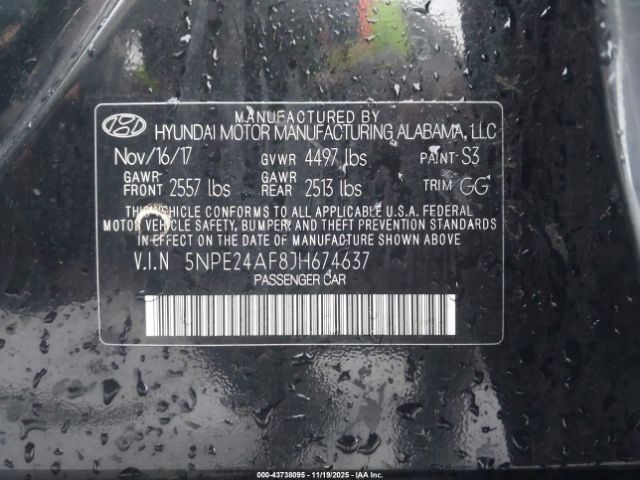 MANUFACTURED BY
HYUNDAI MOTOR MANUFACTURING ALABAMA, LLC
Nov/16/17 GVWR 4497 lbs PAINT: S3
GAWR FRONT 2557 lbs GAWR REAR 2513 lbs TRIM: GG
THIS VEHICLE CONFORMS TO ALL APPLICABLE U.S.A. FEDERAL
MOTOR VEHICLE SAFETY, BUMPER, AND THEFT PREVENTION STANDARDS
IN EFFECT ON THE DATE OF MANUFACTURE SHOWN ABOVE.
V.I.N 5NPE24AF8JH674637
PASSENGER CAR
000-43738095 - 11/19/2025 - IAA Inc.